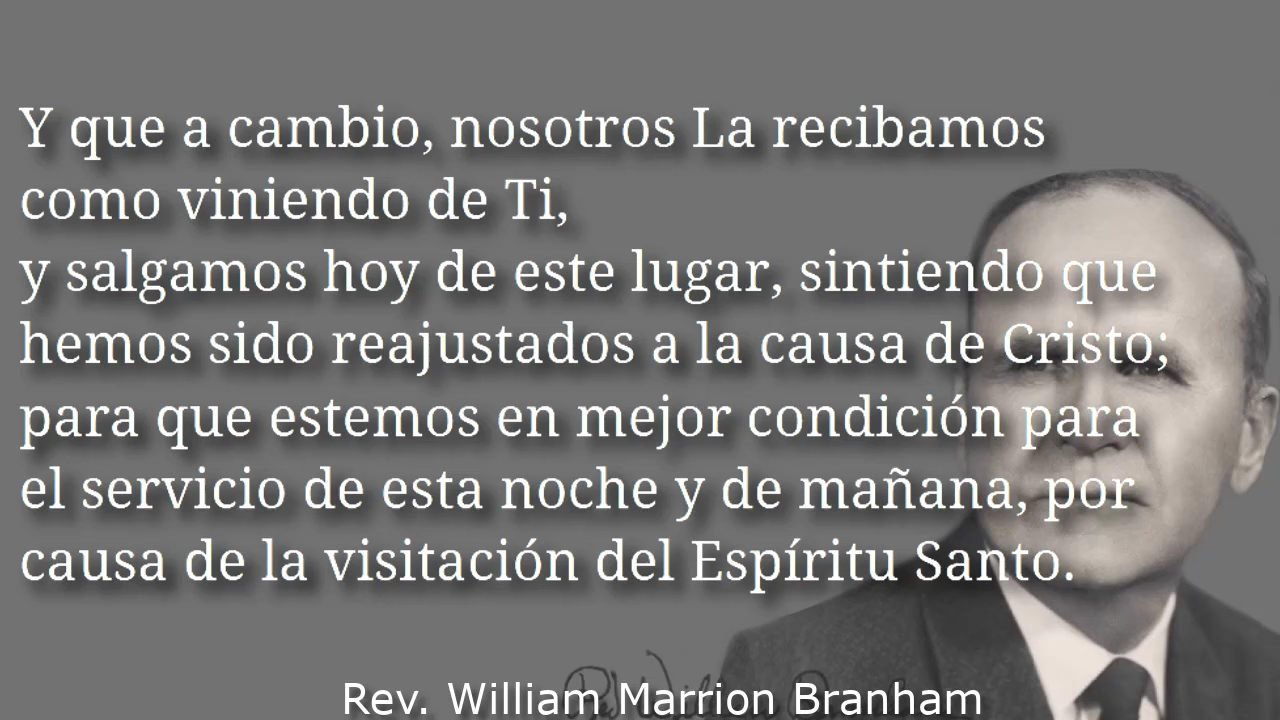 Y que a cambio, nosotros La recibamos
como viniendo de Ti,
y salgamos hoy de este lugar, sintiendo que
hemos sido reajustados a la causa de Cristo;
para que estemos en mejor condición para
el servicio de esta noche y de mañana, por
causa de la visitación del Espíritu Santo.
Rev. William Marrion Branham